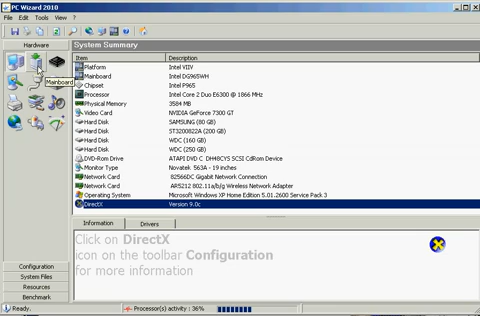 PC Wizard 2010
File Edit Tools View ?
Hardware
System Summary
Item Description
Platform Intel VIIV
Mainboard Intel DG965WH
Chipset Intel P965
Processor Intel Core 2 Duo E6300 @ 1866 MHz
Physical Memory 3584 MB
Video Card NVIDIA GeForce 7300 GT
Hard Disk SAMSUNG (80 GB)
Hard Disk ST3200822A (200 GB)
Hard Disk WDC (160 GB)
Hard Disk WDC (250 GB)
DVD-Rom Drive ATAPI DVD C DH48C2S SCSI CdRom Device
Monitor Type Novatek 563A - 19 inches
Network Card 82566DC Gigabit Network Connection
Network Card AR5212 802.11a/b/g Wireless Network Adapter
Operating System Microsoft Windows XP Home Edition 5.01.2600 Service Pack 3
DirectX Version 9.0c
Mainboard
Information Drivers
Click on DirectX
icon on the toolbar Configuration
for more information
Configuration
System Files
Resources
Benchmark
Ready. Processor(s) activity : 36%